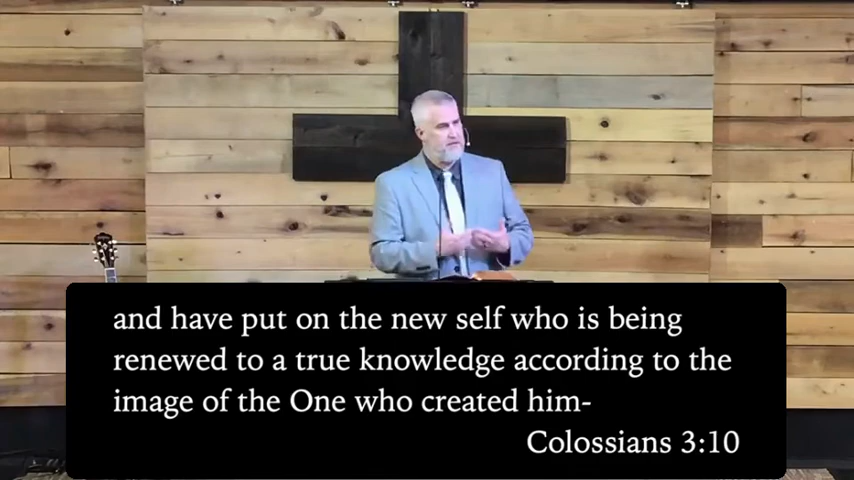 and have put on the new self who is being
renewed to a true knowledge according to the
image of the One who created him-
Colossians 3:10